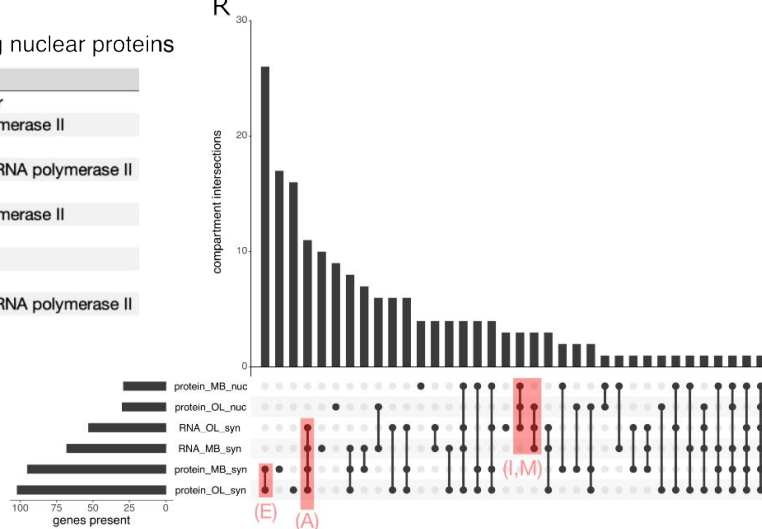 R
nuclear proteins
merase II
RNA polymerase II
merase II
RNA polymerase II
30
20
10
0
compartment intersections
protein_MB_nuc
protein_OL_nuc
RNA_OL_syn
RNA_MB_syn
protein_MB_syn
protein_OL_syn
100 75 50 25 0
genes present
(E)
(A)
(I,M)